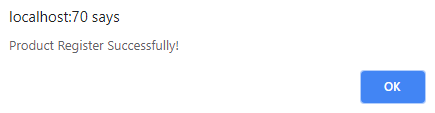 localhost:70 says
Product Register Successfully!
OK